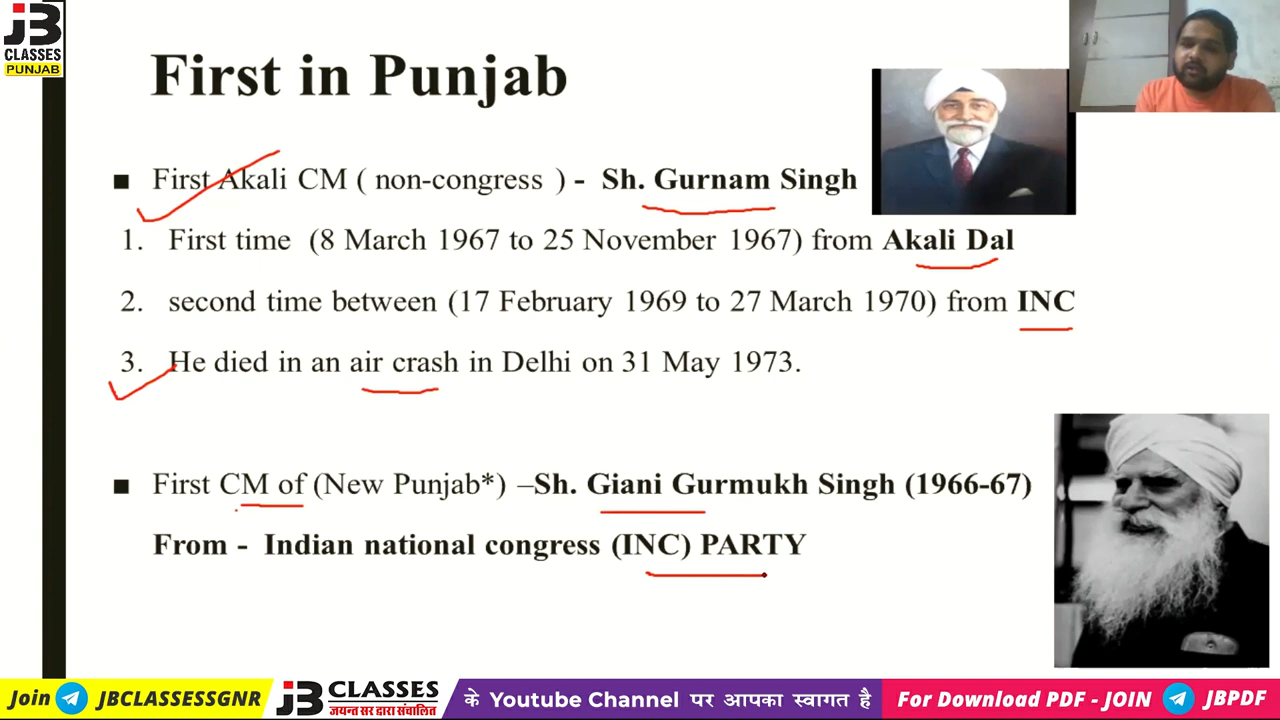 JB
CLASSES
PUNJAB
First in Punjab
■ First Akali CM ( non-congress ) - Sh. Gurnam Singh
1. First time (8 March 1967 to 25 November 1967) from Akali Dal
2. second time between (17 February 1969 to 27 March 1970) from INC
3. He died in an air crash in Delhi on 31 May 1973.
■ First CM of (New Punjab*) –Sh. Giani Gurmukh Singh (1966-67)
From - Indian national congress (INC) PARTY
Join JBCLASSESSGNR
JB CLASSES
जयन्त सर द्वारा संचालित
के Youtube Channel पर आपका स्वागत है
For Download PDF - JOIN JBPDF